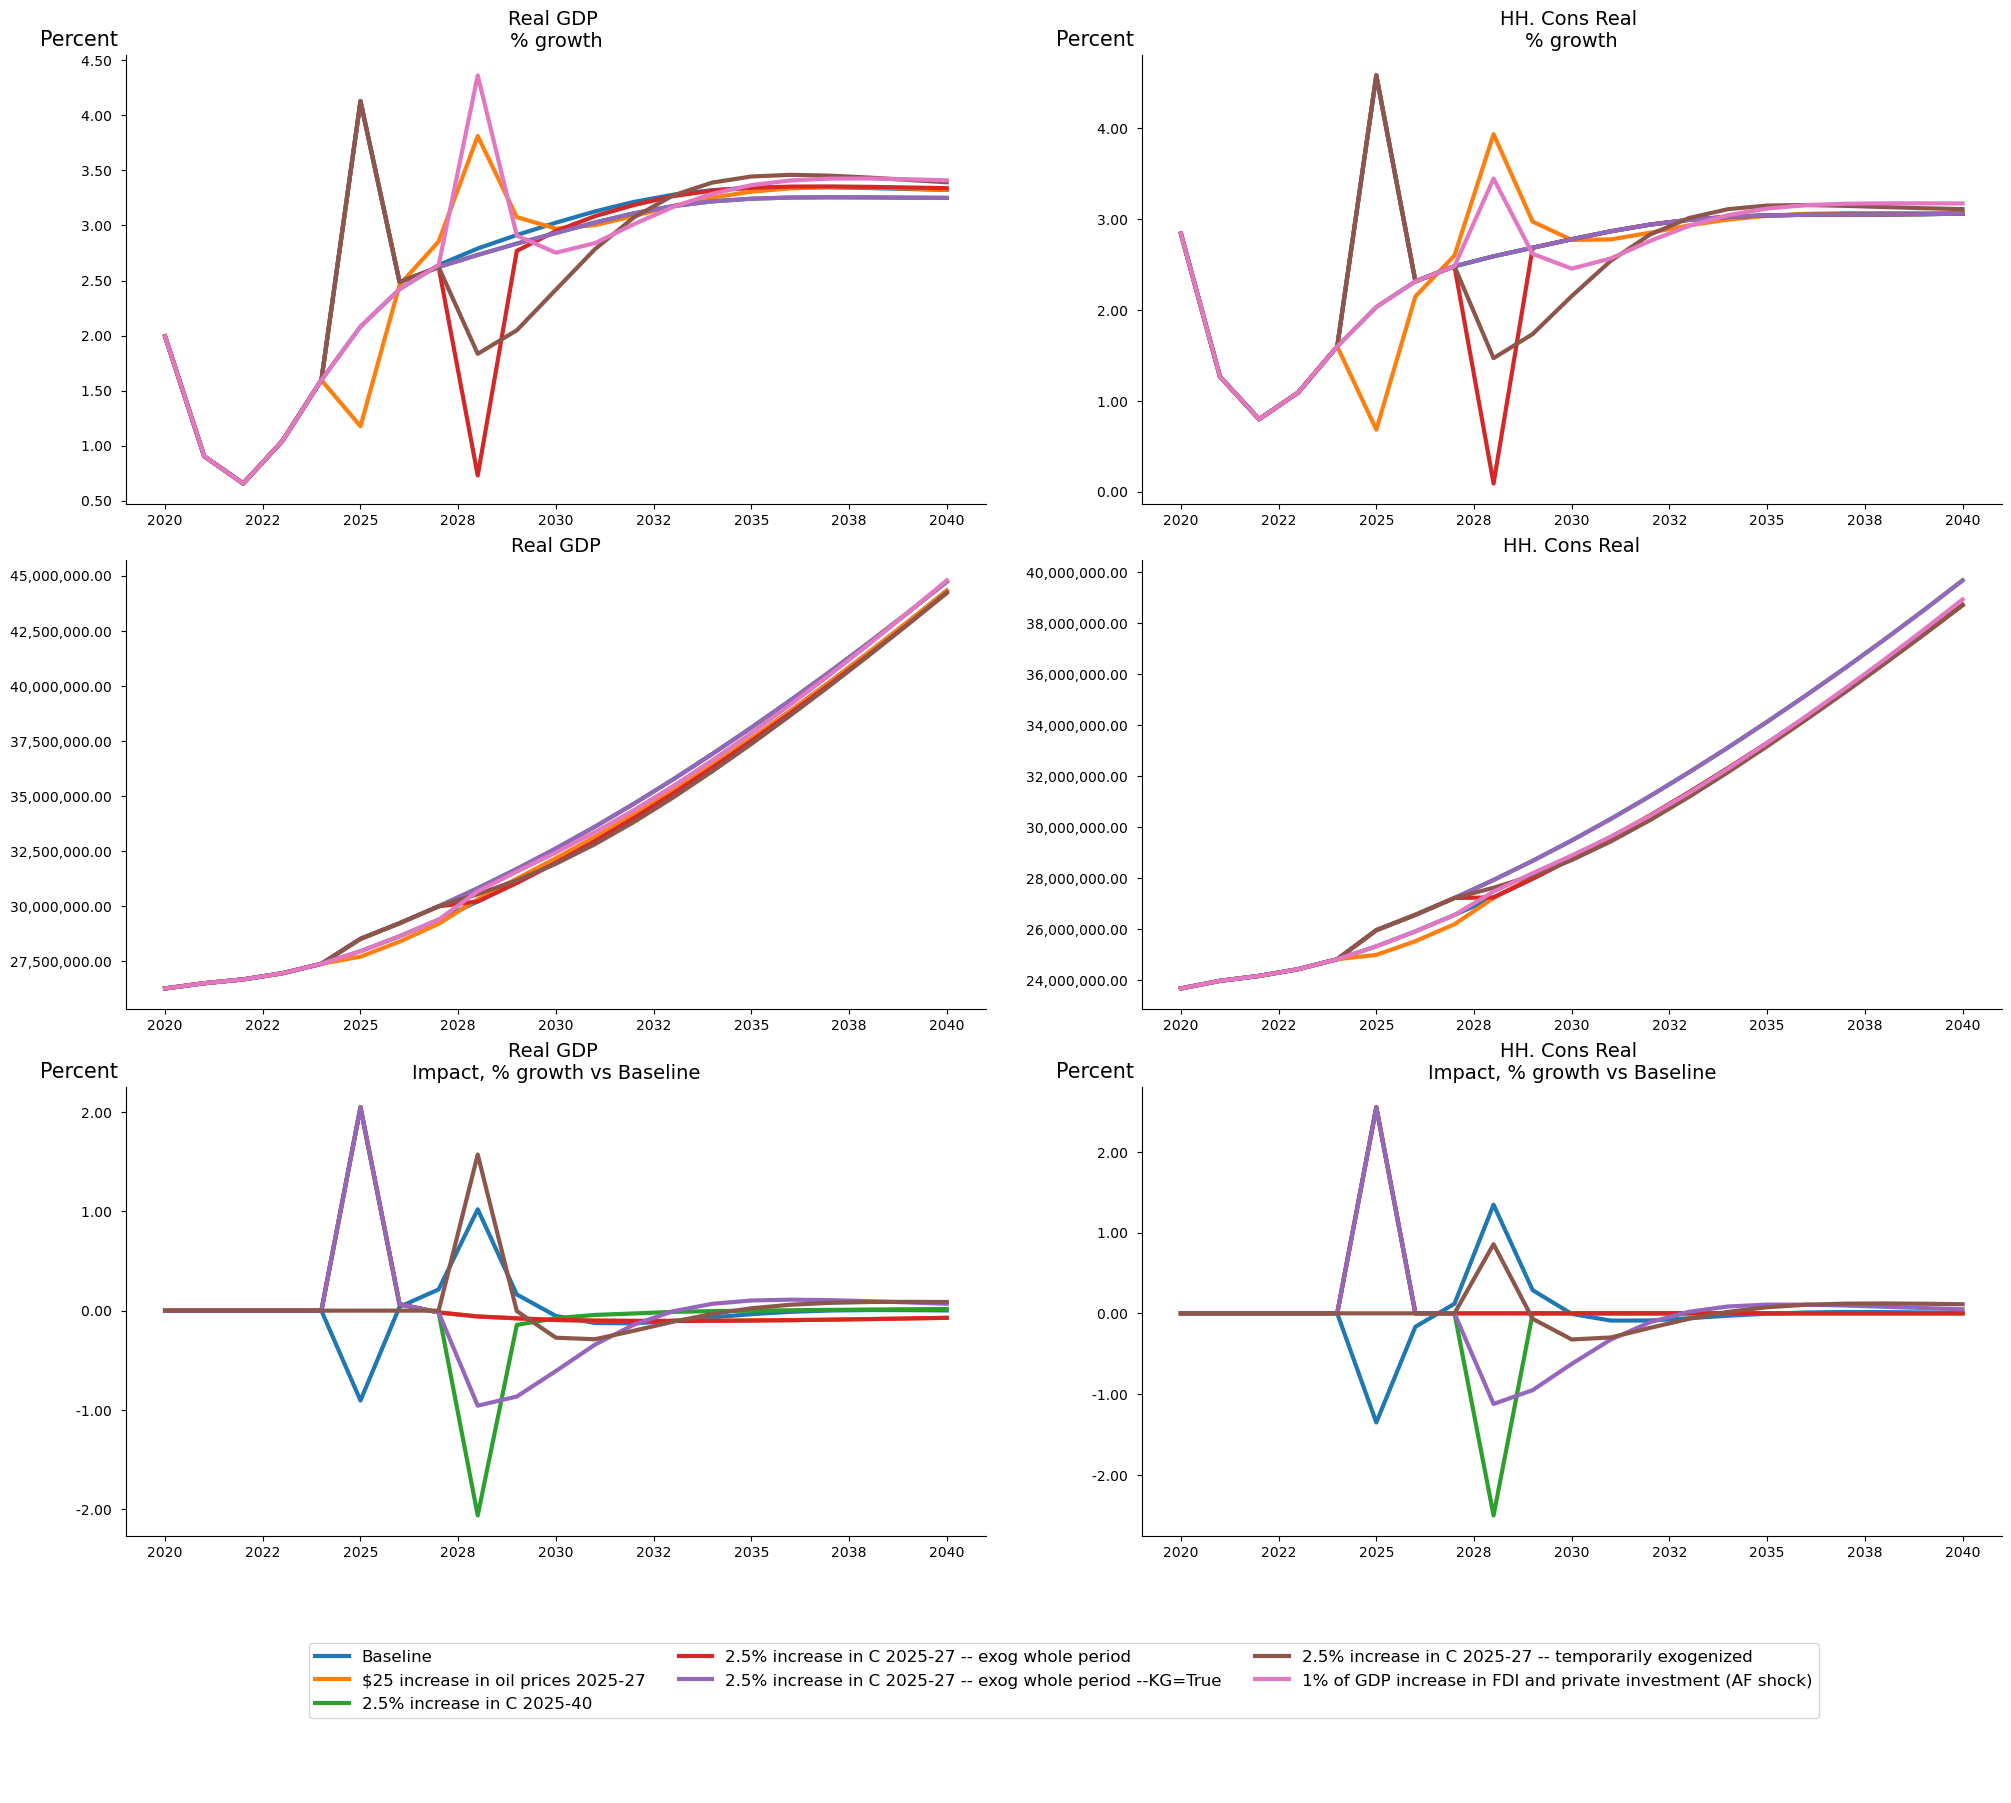 Real GDP
% growth
Percent
4.50
4.00
3.50
3.00
2.50
2.00
1.50
1.00
0.50
2020 2022 2025 2028 2030 2032 2035 2038 2040
HH. Cons Real
% growth
Percent
4.00
3.00
2.00
1.00
0.00
2020 2022 2025 2028 2030 2032 2035 2038 2040
Real GDP
45,000,000.00
42,500,000.00
40,000,000.00
37,500,000.00
35,000,000.00
32,500,000.00
30,000,000.00
27,500,000.00
2020 2022 2025 2028 2030 2032 2035 2038 2040
HH. Cons Real
40,000,000.00
38,000,000.00
36,000,000.00
34,000,000.00
32,000,000.00
30,000,000.00
28,000,000.00
26,000,000.00
24,000,000.00
2020 2022 2025 2028 2030 2032 2035 2038 2040
Real GDP
Impact, % growth vs Baseline
Percent
2.00
1.00
0.00
-1.00
-2.00
2020 2022 2025 2028 2030 2032 2035 2038 2040
HH. Cons Real
Impact, % growth vs Baseline
Percent
2.00
1.00
0.00
-1.00
-2.00
2020 2022 2025 2028 2030 2032 2035 2038 2040
Baseline
$25 increase in oil prices 2025-27
2.5% increase in C 2025-40
2.5% increase in C 2025-27 -- exog whole period
2.5% increase in C 2025-27 -- exog whole period --KG=True
2.5% increase in C 2025-27 -- temporarily exogenized
1% of GDP increase in FDI and private investment (AF shock)